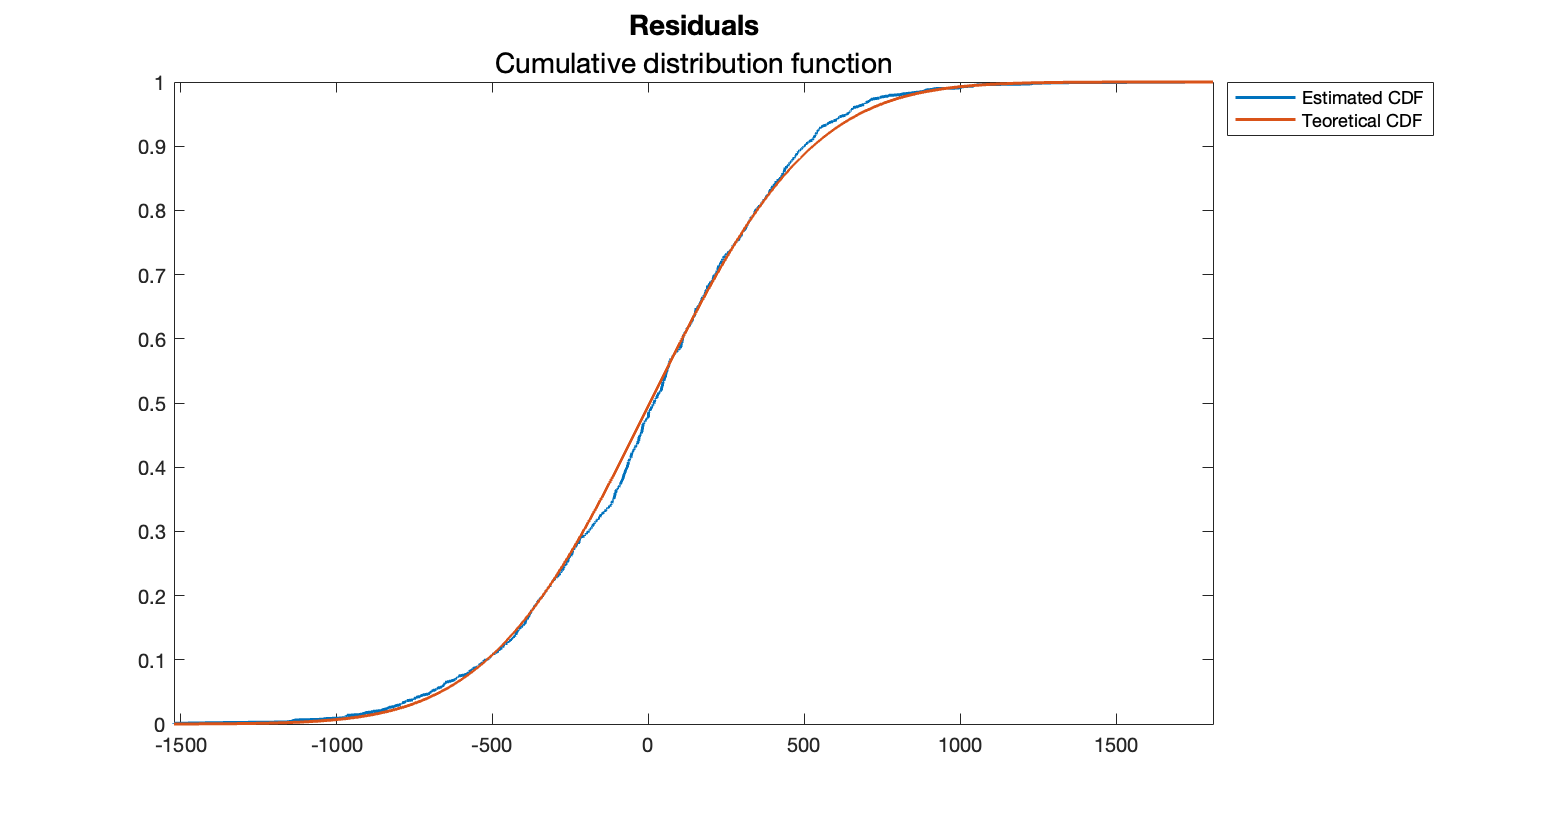 Residuals
Cumulative distribution function
Estimated CDF
Teoretical CDF
1
0.9
0.8
0.7
0.6
0.5
0.4
0.3
0.2
0.1
0
-1500 -1000 -500 0 500 1000 1500